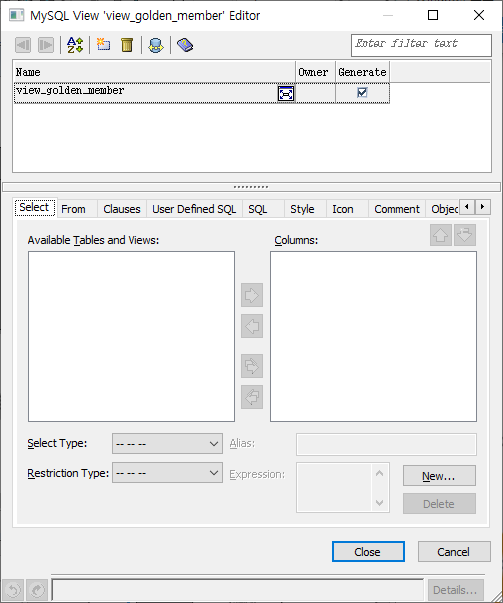 MySQL View 'view_golden_member' Editor
Enter filter text
Name Owner Generate
view_golden_member
Select From Clauses User Defined SQL SQL Style Icon Comment Objec
Available Tables and Views: Columns:
Select Type: -- -- -- Alias:
Restriction Type: -- -- -- Expression: New...
Delete
Close Cancel
Details...